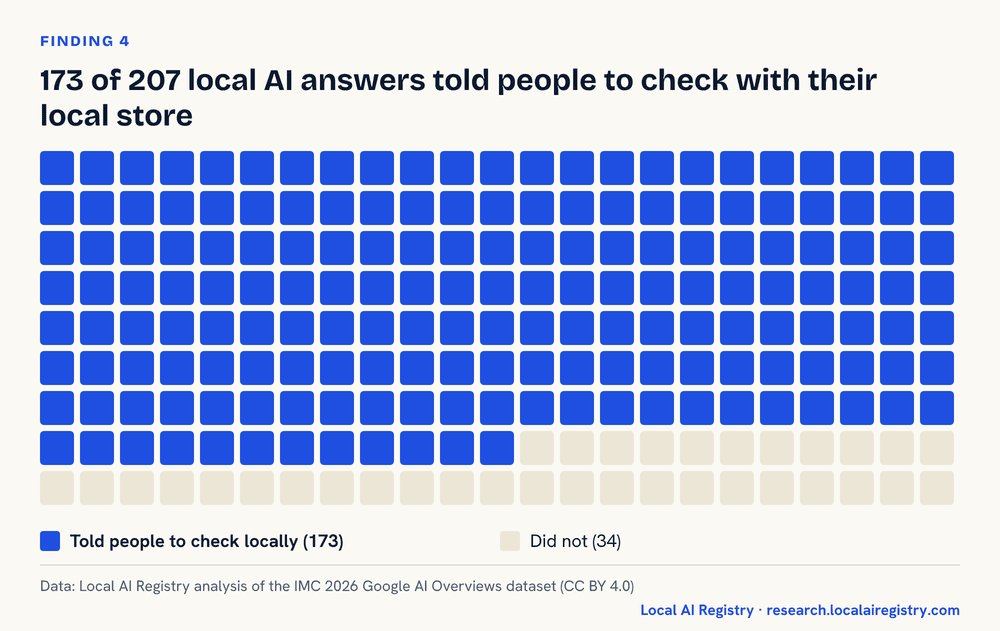 FINDING 4
173 of 207 local AI answers told people to check with their
local store
Told people to check locally (173)
Did not (34)
Data: Local AI Registry analysis of the IMC 2026 Google AI Overviews dataset (CC BY 4.0)
Local AI Registry · research.localairegistry.com